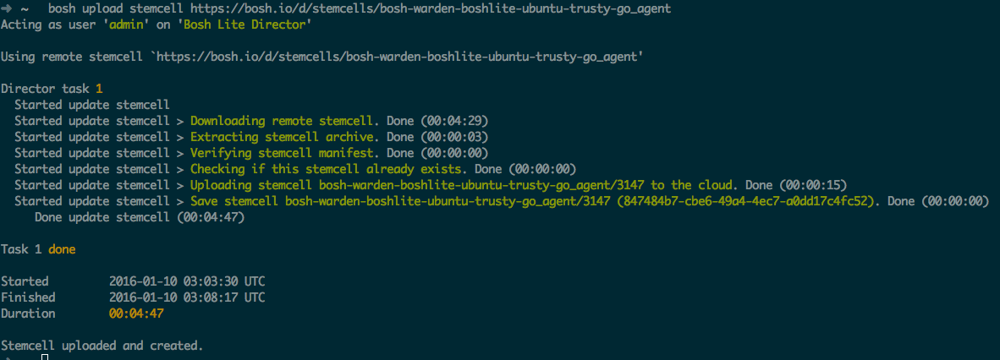 ➜ ~ bosh upload stemcell https://bosh.io/d/stemcells/bosh-warden-boshlite-ubuntu-trusty-go_agent
Acting as user 'admin' on 'Bosh Lite Director'
Using remote stemcell `https://bosh.io/d/stemcells/bosh-warden-boshlite-ubuntu-trusty-go_agent'
Director task 1
Started update stemcell
Started update stemcell > Downloading remote stemcell. Done (00:04:29)
Started update stemcell > Extracting stemcell archive. Done (00:00:03)
Started update stemcell > Verifying stemcell manifest. Done (00:00:00)
Started update stemcell > Checking if this stemcell already exists. Done (00:00:00)
Started update stemcell > Uploading stemcell bosh-warden-boshlite-ubuntu-trusty-go_agent/3147 to the cloud. Done (00:00:15)
Started update stemcell > Save stemcell bosh-warden-boshlite-ubuntu-trusty-go_agent/3147 (847484b7-cbe6-49a4-4ec7-a0dd17c4fc52). Done (00:00:00)
Done update stemcell (00:04:47)
Task 1 done
Started 2016-01-10 03:03:30 UTC
Finished 2016-01-10 03:08:17 UTC
Duration 00:04:47
Stemcell uploaded and created.